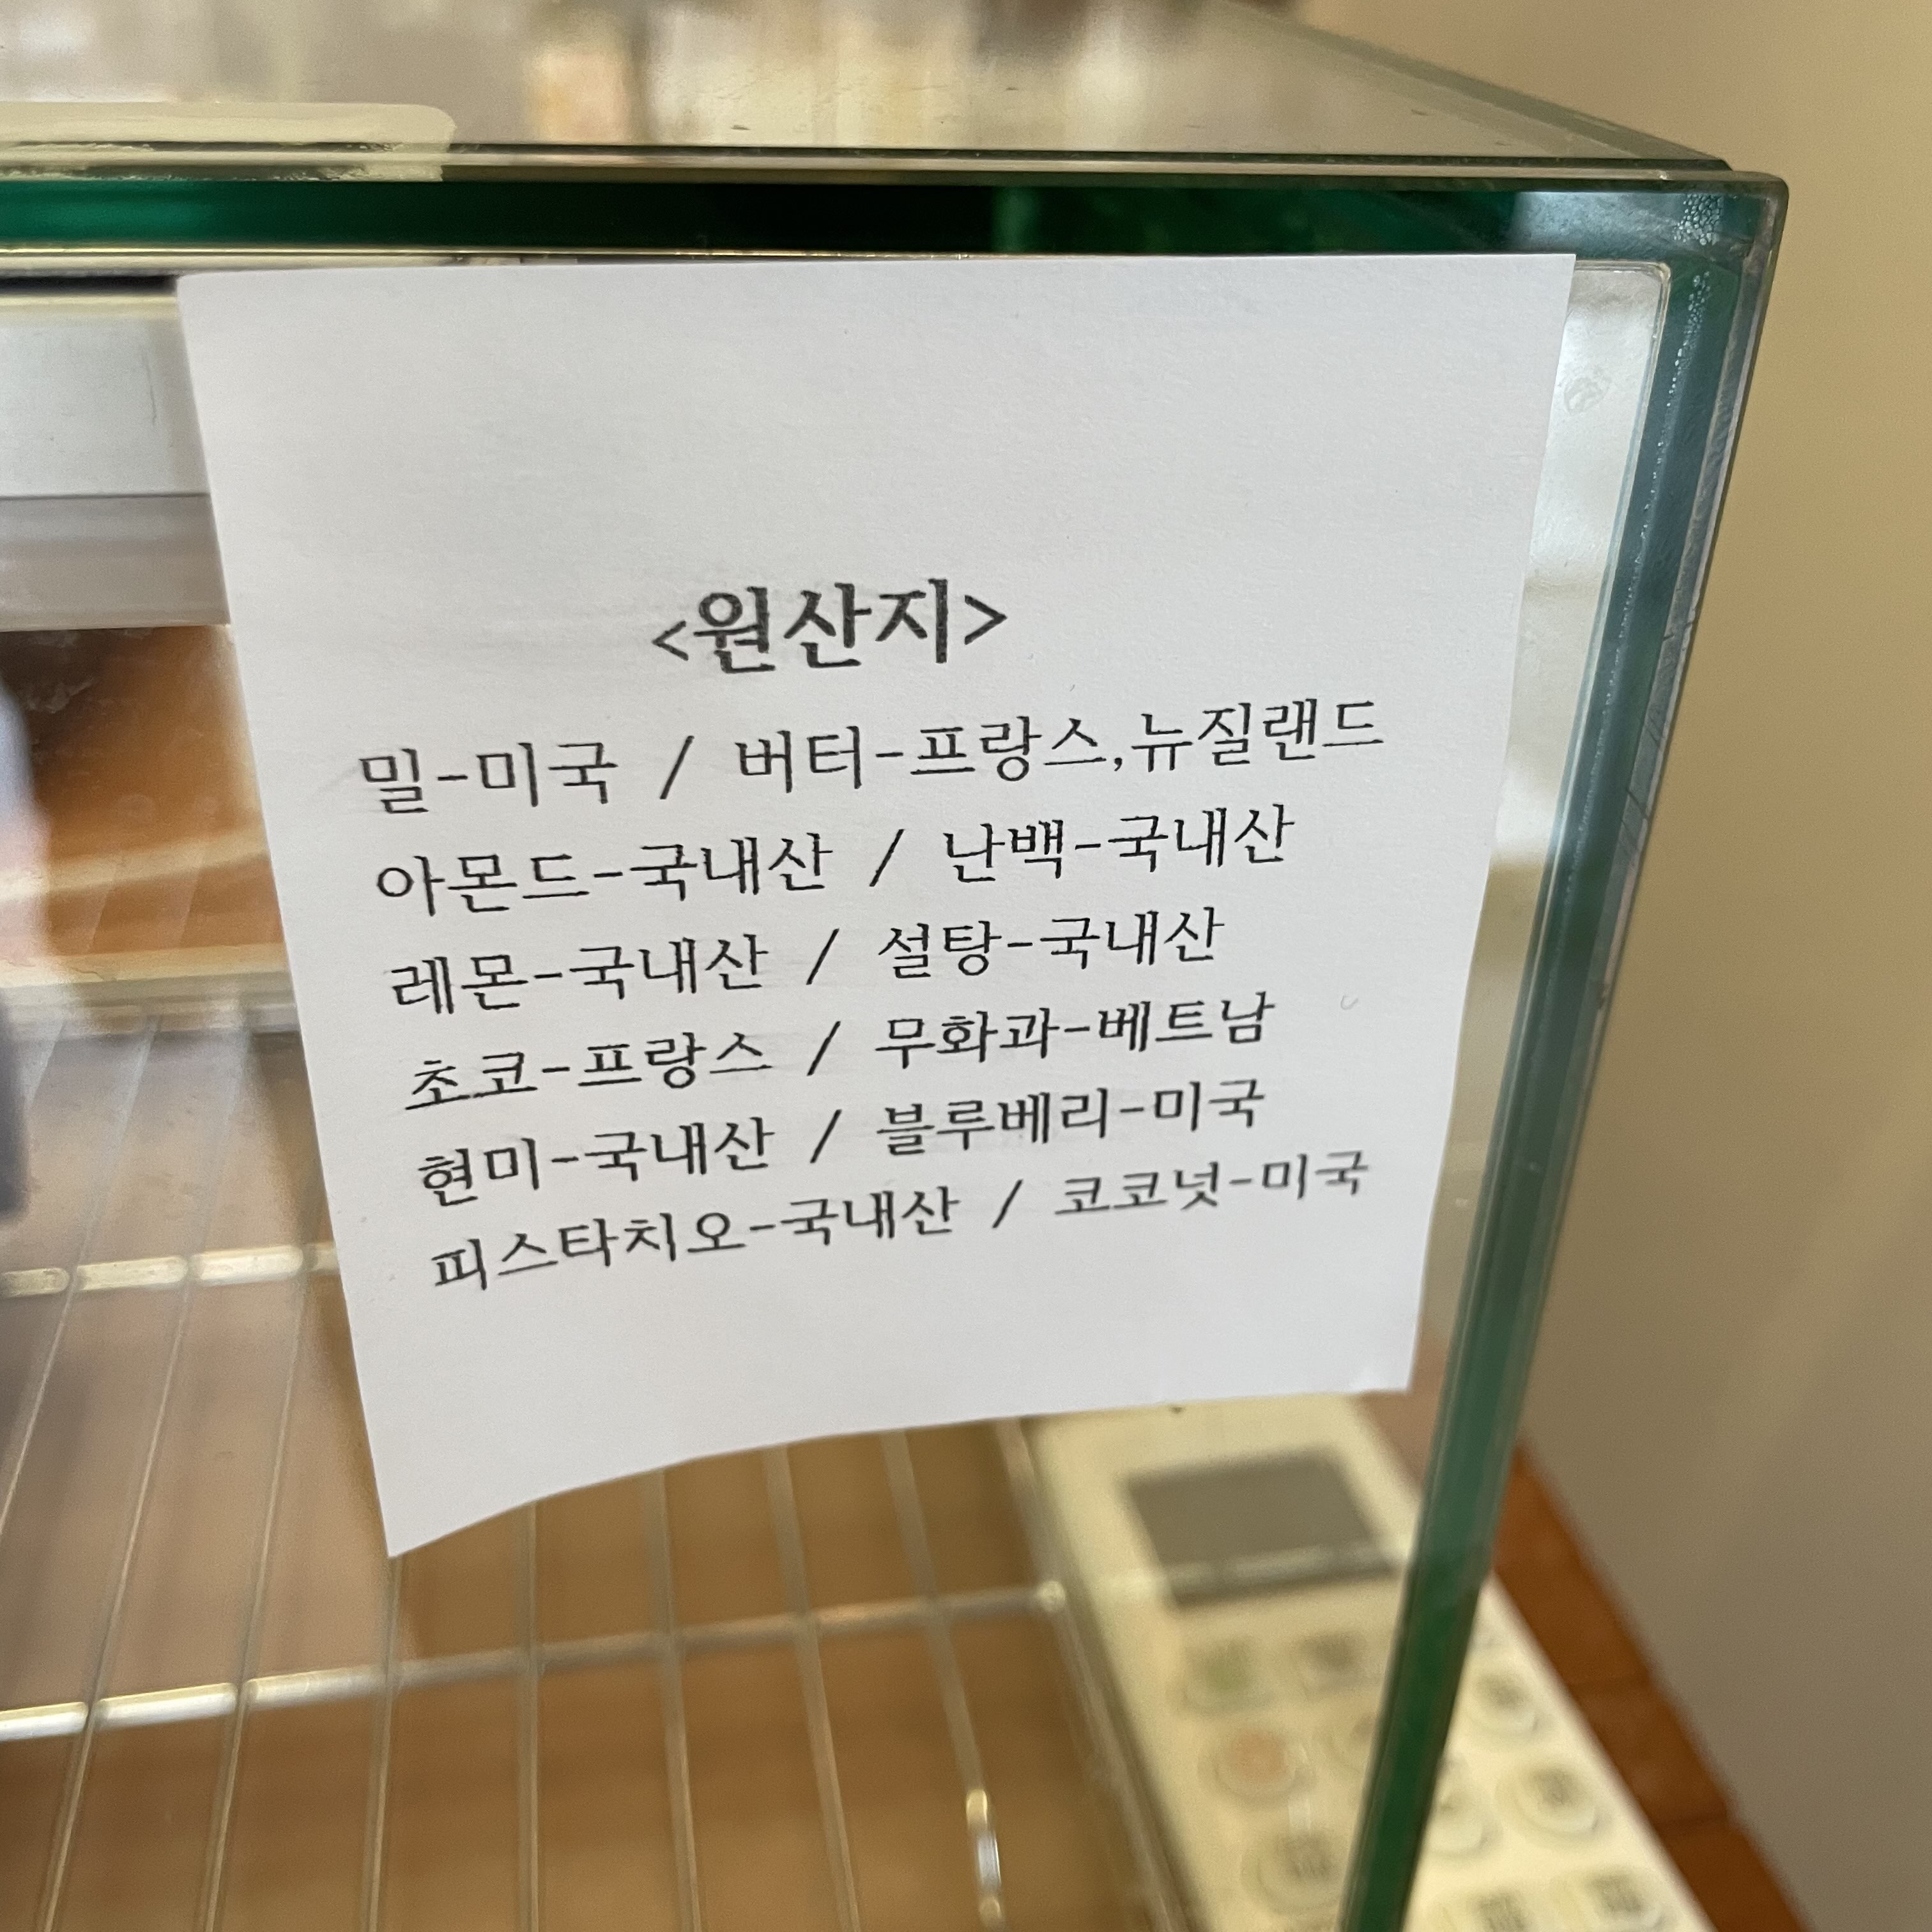 <원산지>
밀-미국 / 버터-프랑스,뉴질랜드
아몬드-국내산 / 난백-국내산
레몬-국내산 / 설탕-국내산
초코-프랑스 / 무화과-베트남
현미-국내산 / 블루베리-미국
피스타치오-국내산 / 코코넛-미국